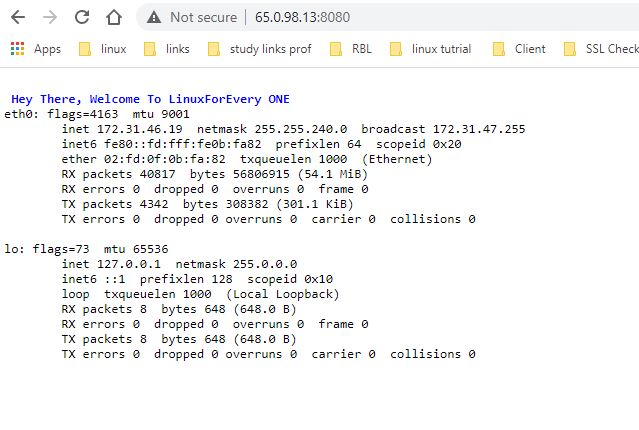 Not secure | 65.0.98.13:8080
Apps linux links study links prof RBL linux tutrial Client SSL Check
Hey There, Welcome To LinuxForEvery ONE
eth0: flags=4163 mtu 9001
inet 172.31.46.19 netmask 255.255.240.0 broadcast 172.31.47.255
inet6 fe80::fd:fff:fe0b:fa82 prefixlen 64 scopeid 0x20
ether 02:fd:0f:0b:fa:82 txqueuelen 1000 (Ethernet)
RX packets 40817 bytes 56806915 (54.1 MiB)
RX errors 0 dropped 0 overruns 0 frame 0
TX packets 4342 bytes 308382 (301.1 KiB)
TX errors 0 dropped 0 overruns 0 carrier 0 collisions 0
lo: flags=73 mtu 65536
inet 127.0.0.1 netmask 255.0.0.0
inet6 ::1 prefixlen 128 scopeid 0x10
loop txqueuelen 1000 (Local Loopback)
RX packets 8 bytes 648 (648.0 B)
RX errors 0 dropped 0 overruns 0 frame 0
TX packets 8 bytes 648 (648.0 B)
TX errors 0 dropped 0 overruns 0 carrier 0 collisions 0